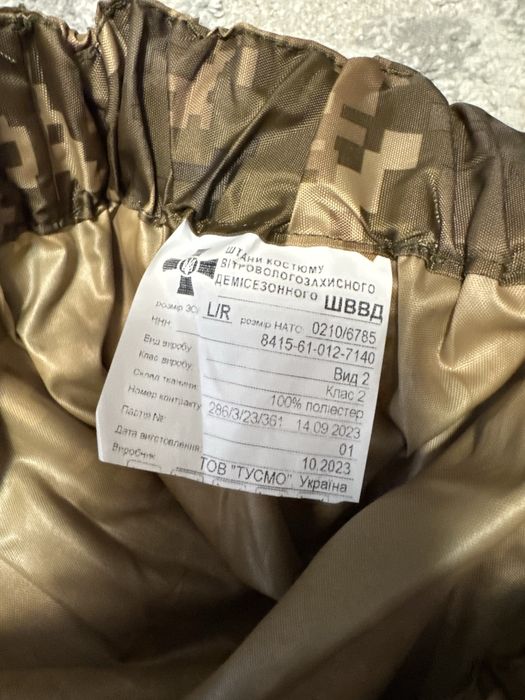 ШТАНИ КОСТЮМУ
ВІТРОВОЛОГОЗАХИСНОГО
ДЕМІСЕЗОННОГО ШВВД
розмір ЗС L/R розмір НАТО 0210/6785
ННН 8415-61-012-7140
Вид виробу Вид 2
Клас виробу Клас 2
Склад тканини 100% поліестер
Номер контракту 286/3/23/361 14.09.2023
Партія №: 01
Дата виготовлення 10.2023
Виробник ТОВ "ТУСМО" Україна